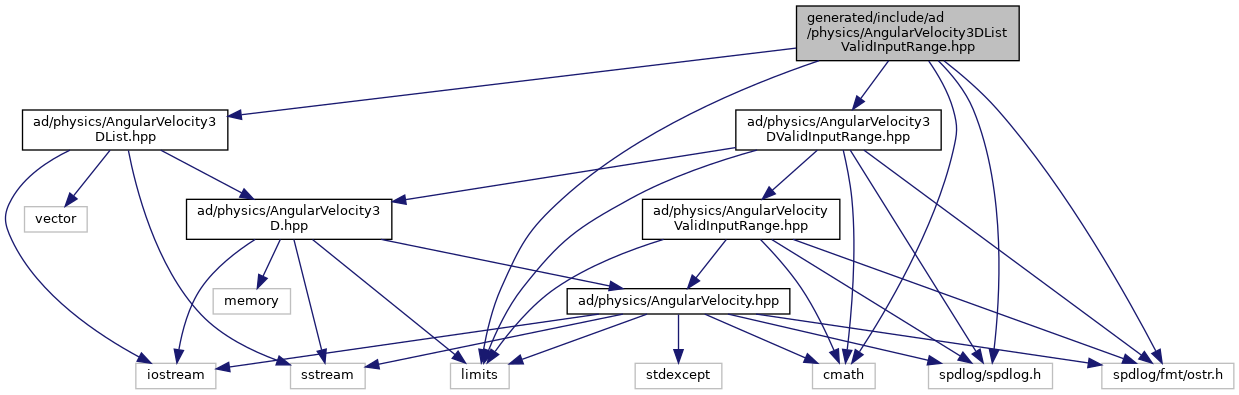 generated/include/ad
/physics/AngularVelocity3DList
ValidInputRange.hpp
ad/physics/AngularVelocity3
DList.hpp
ad/physics/AngularVelocity3
DValidInputRange.hpp
vector
ad/physics/AngularVelocity3
D.hpp
ad/physics/AngularVelocity
ValidInputRange.hpp
memory
ad/physics/AngularVelocity.hpp
iostream
sstream
limits
stdexcept
cmath
spdlog/spdlog.h
spdlog/fmt/ostr.h